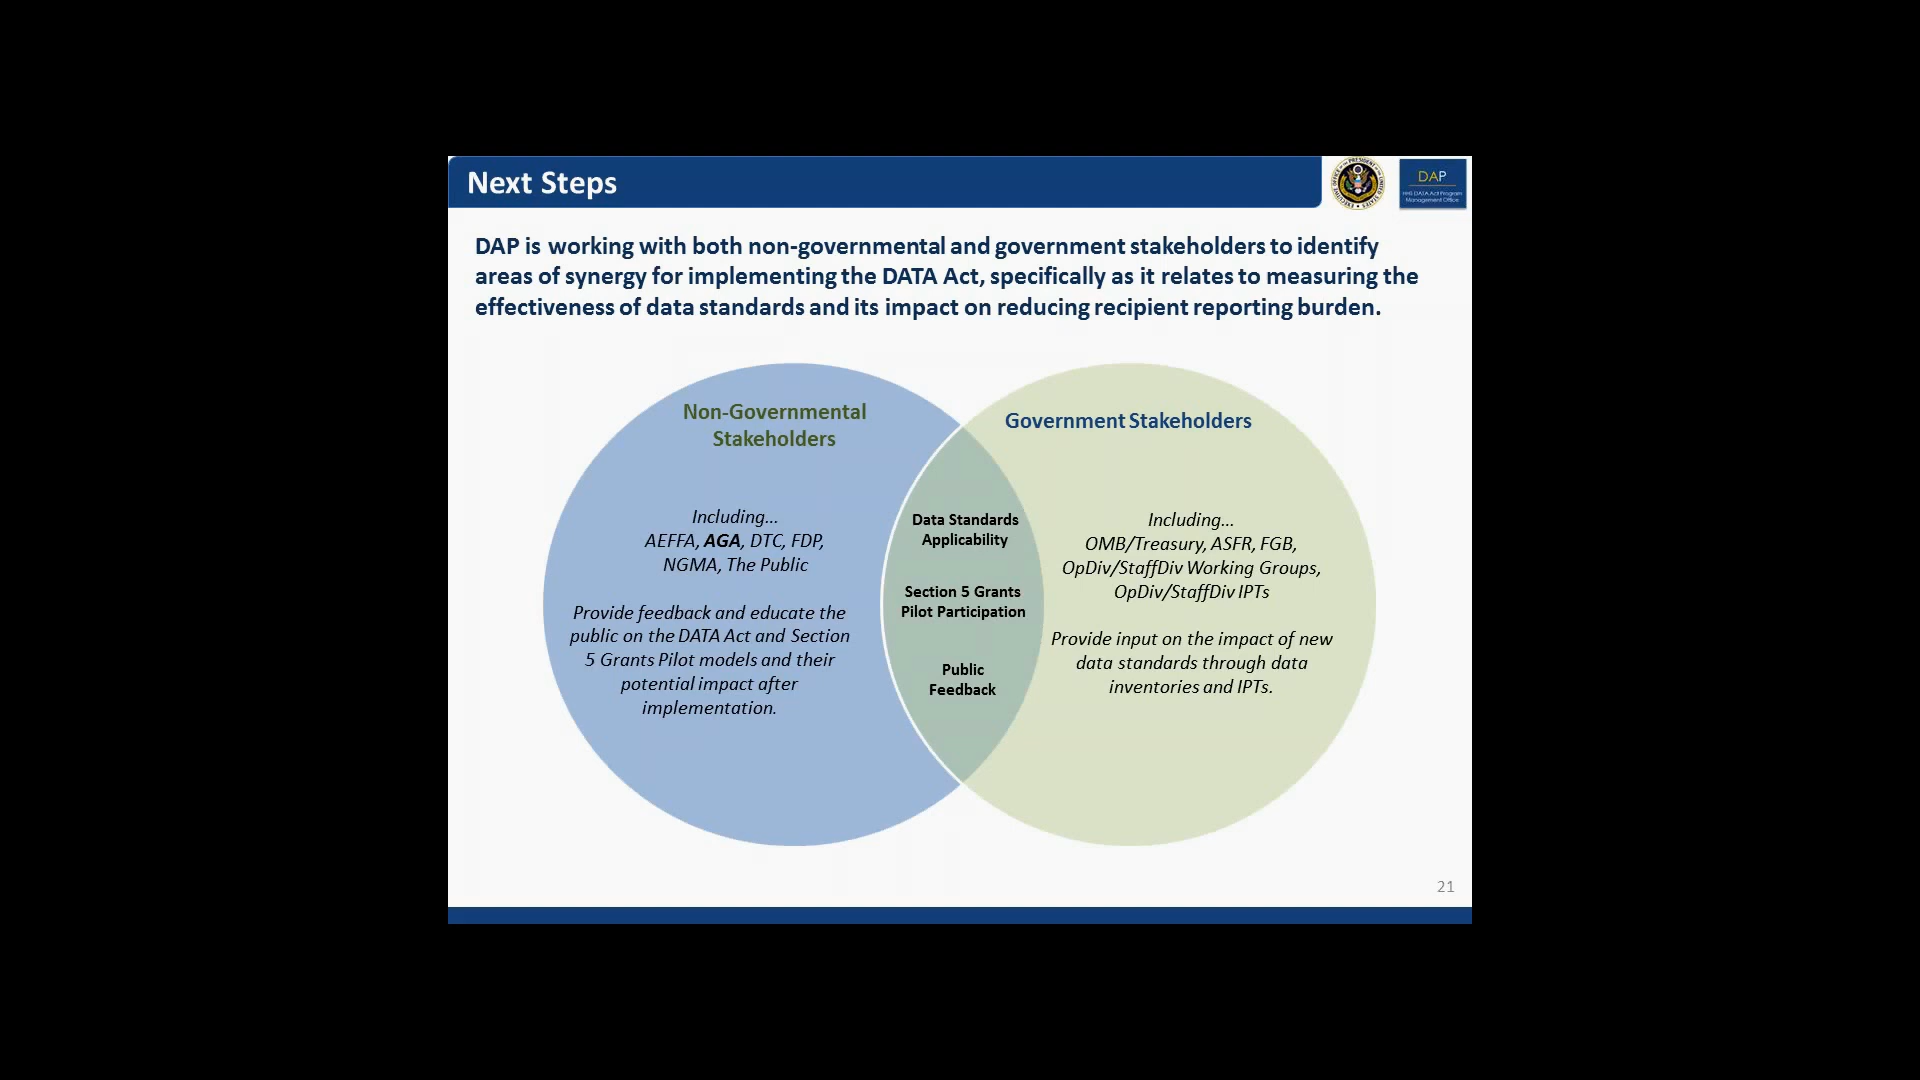 Next Steps
DAP
HHS DATA Act Program
Management Office
DAP is working with both non-governmental and government stakeholders to identify
areas of synergy for implementing the DATA Act, specifically as it relates to measuring the
effectiveness of data standards and its impact on reducing recipient reporting burden.
Non-Governmental
Stakeholders
Including...
AEFFA, AGA, DTC, FDP,
NGMA, The Public
Provide feedback and educate the
public on the DATA Act and Section
5 Grants Pilot models and their
potential impact after
implementation.
Data Standards
Applicability
Section 5 Grants
Pilot Participation
Public
Feedback
Government Stakeholders
Including...
OMB/Treasury, ASFR, FGB,
OpDiv/StaffDiv Working Groups,
OpDiv/StaffDiv IPTs
Provide input on the impact of new
data standards through data
inventories and IPTs.
21